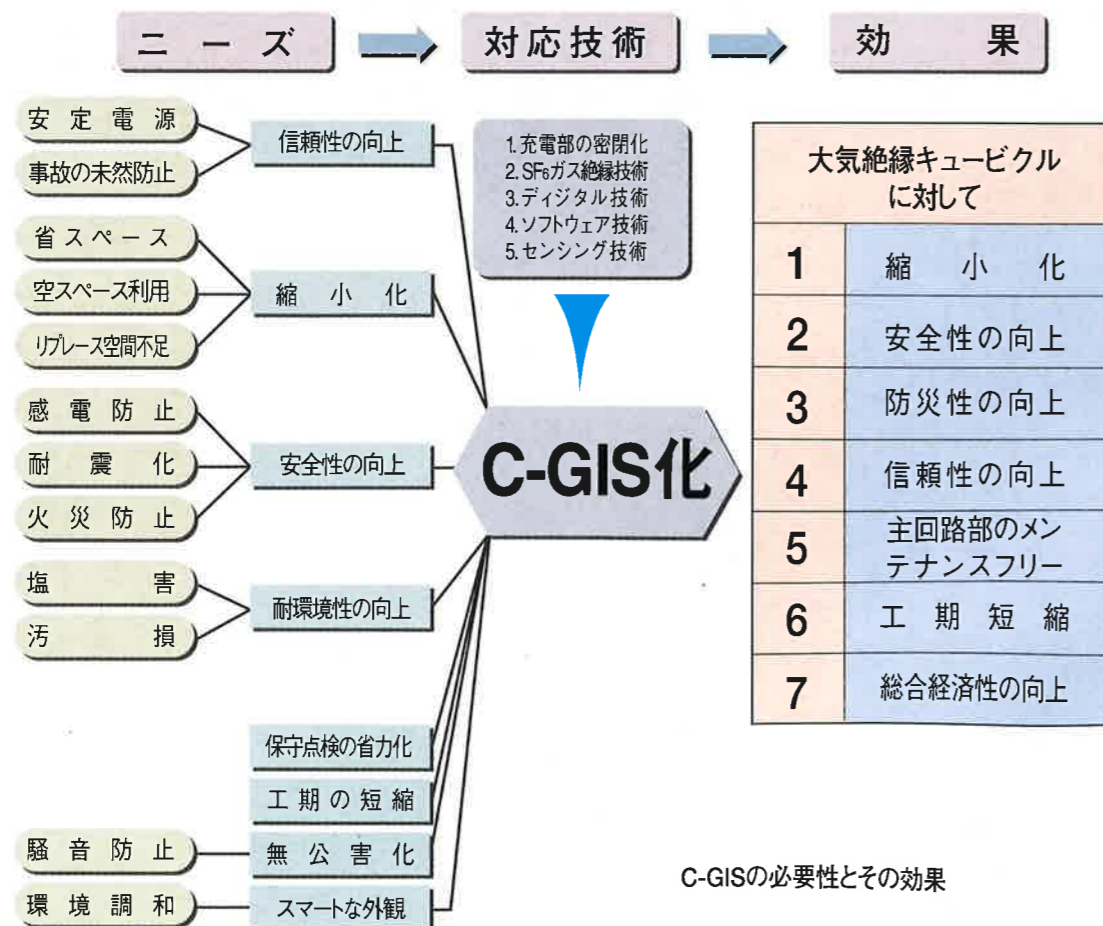 ニーズ
対応技術
効果
安定電源
事故の未然防止
信頼性の向上
省スペース
空スペース利用
リプレース空間不足
縮小化
感電防止
耐震化
火災防止
安全性の向上
塩害
汚損
耐環境性の向上
保守点検の省力化
工期の短縮
騒音防止
無公害化
環境調和
スマートな外観
1.充電部の密閉化
2.SF₆ガス絶縁技術
3.ディジタル技術
4.ソフトウェア技術
5.センシング技術
C-GIS化
大気絶縁キュービクル
に対して
1 縮小化
2 安全性の向上
3 防災性の向上
4 信頼性の向上
5 主回路部のメン
テナンスフリー
6 工期短縮
7 総合経済性の向上
C-GISの必要性とその効果